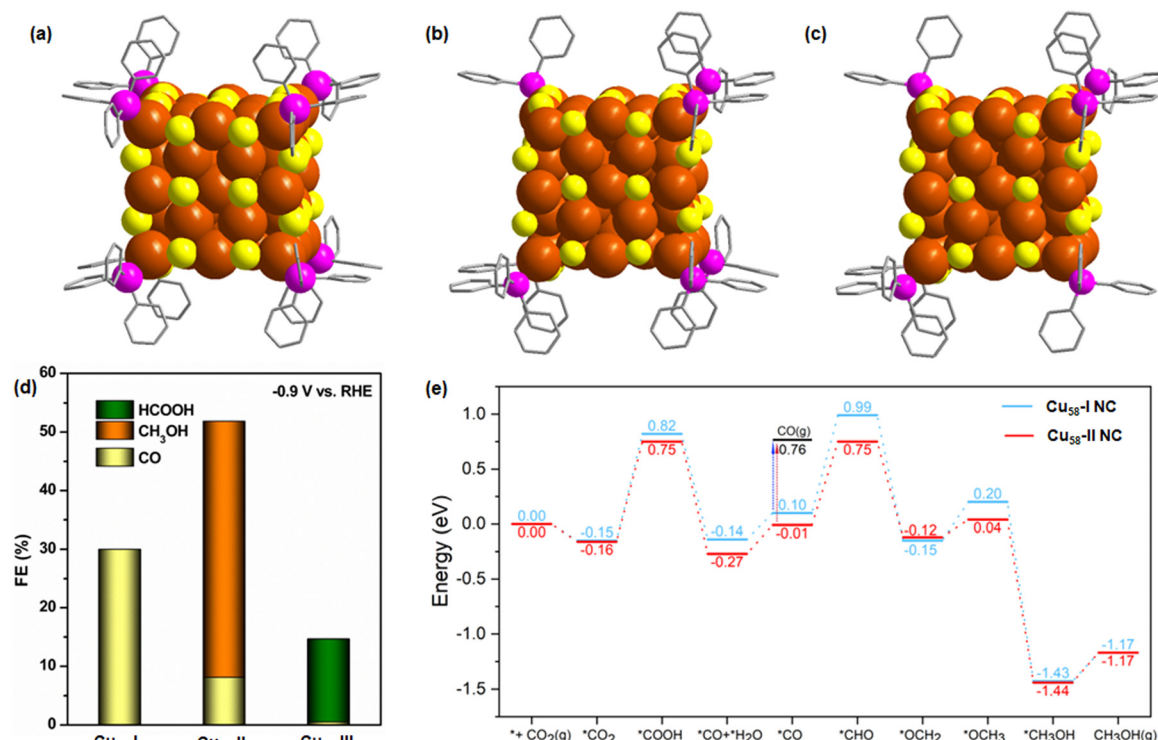 (a)
(b)
(c)
(d)
60
50
40
30
20
10
0
FE (%)
-0.9 V vs. RHE
HCOOH
CH3OH
CO
(e)
1.0
0.5
0.0
-0.5
-1.0
-1.5
Energy (eV)
Cu58-I NC
Cu58-II NC
0.00
0.00
-0.15
-0.16
0.82
0.75
-0.14
-0.27
CO(g)
0.76
0.10
-0.01
0.99
0.75
-0.12
-0.15
0.20
0.04
-1.43
-1.44
-1.17
-1.17
*+ CO2(g)
*CO2
*COOH
*CO+*H2O
*CO
*CHO
*OCH2
*OCH3
*CH3OH
CH3OH(g)